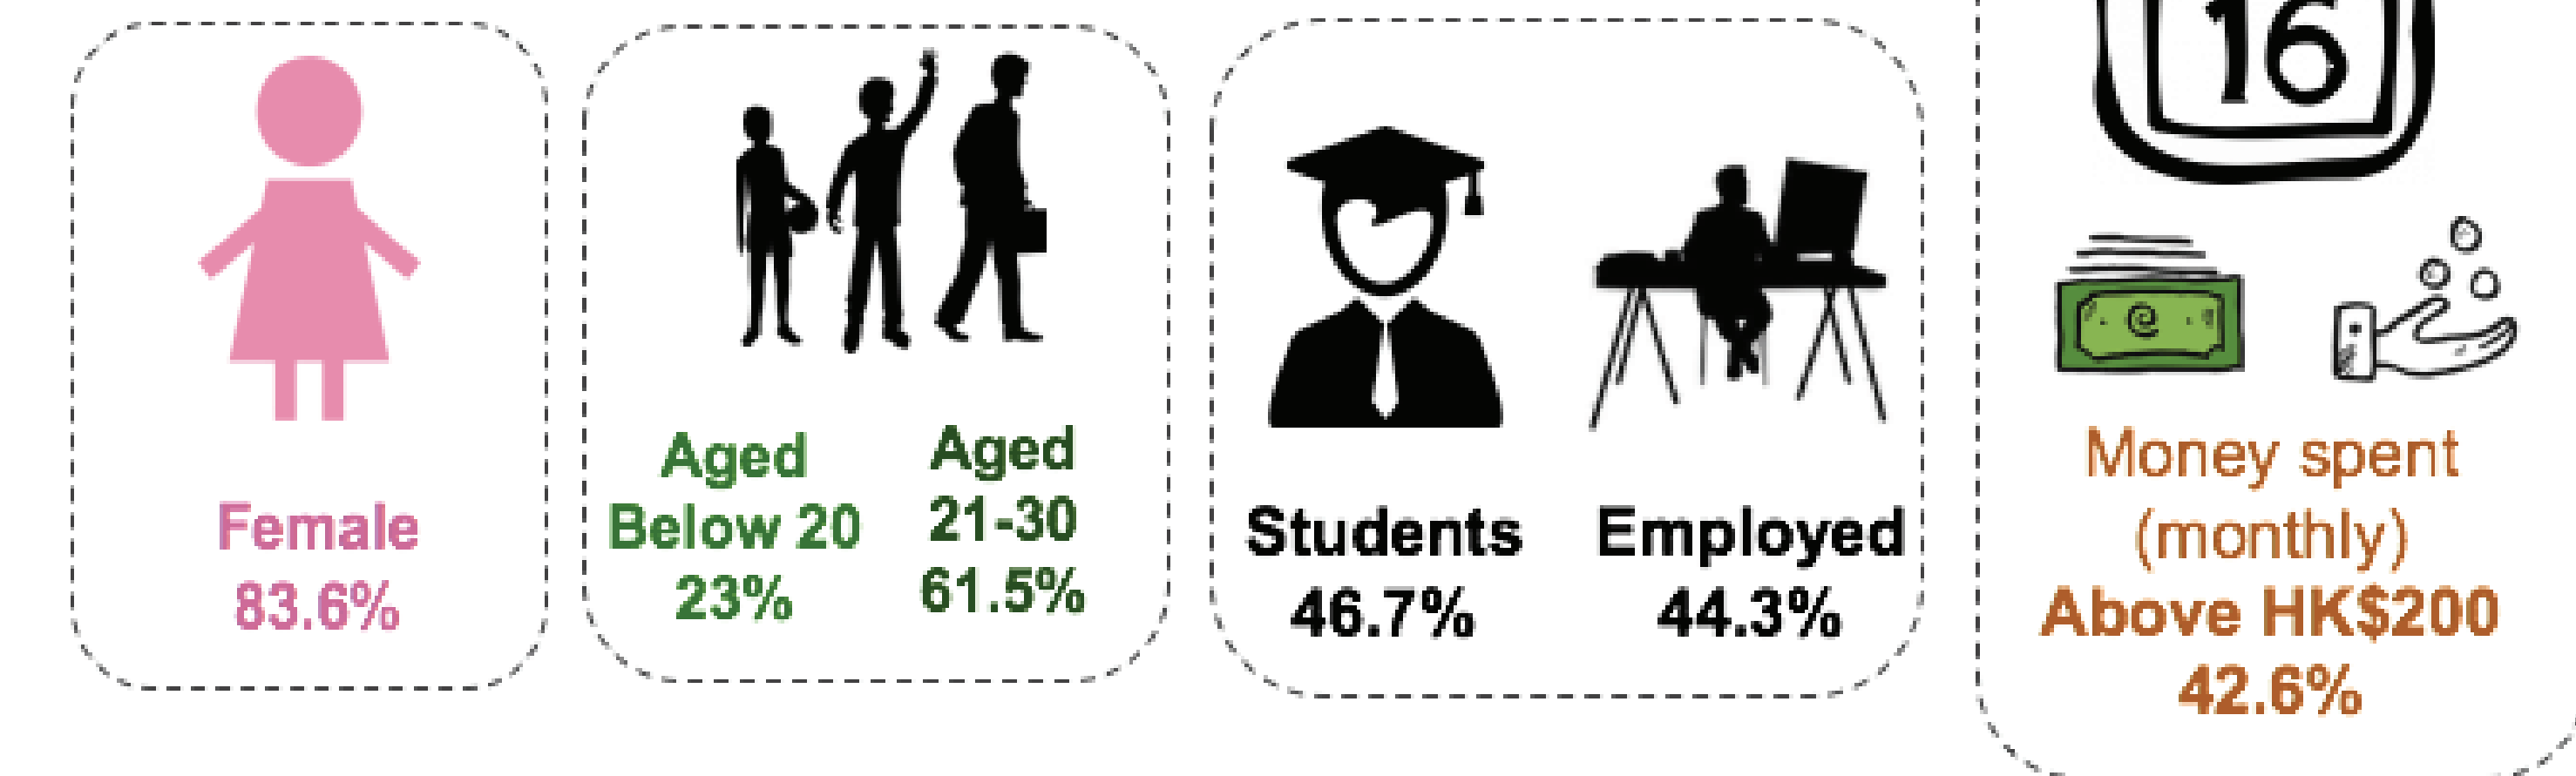 Female
83.6%
Aged
Below 20
23%
Aged
21-30
61.5%
Students
46.7%
Employed
44.3%
16
Money spent
(monthly)
Above HK$200
42.6%